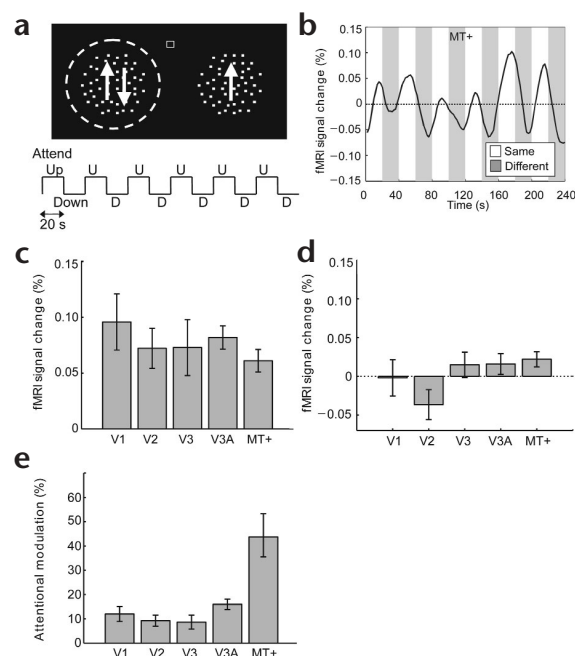 a
Attend
Up U U U U U
Down D D D D D
20 s
b
MT+
fMRI signal change (%)
0.15
0.10
0.05
0
−0.05
−0.10
−0.15
Same
Different
0 40 80 120 160 200 240
Time (s)
c
fMRI signal change (%)
0.15
0.10
0.05
0
V1 V2 V3 V3A MT+
d
fMRI signal change (%)
0.15
0.10
0.05
0
−0.05
V1 V2 V3 V3A MT+
e
Attentional modulation (%)
60
50
40
30
20
10
0
V1 V2 V3 V3A MT+